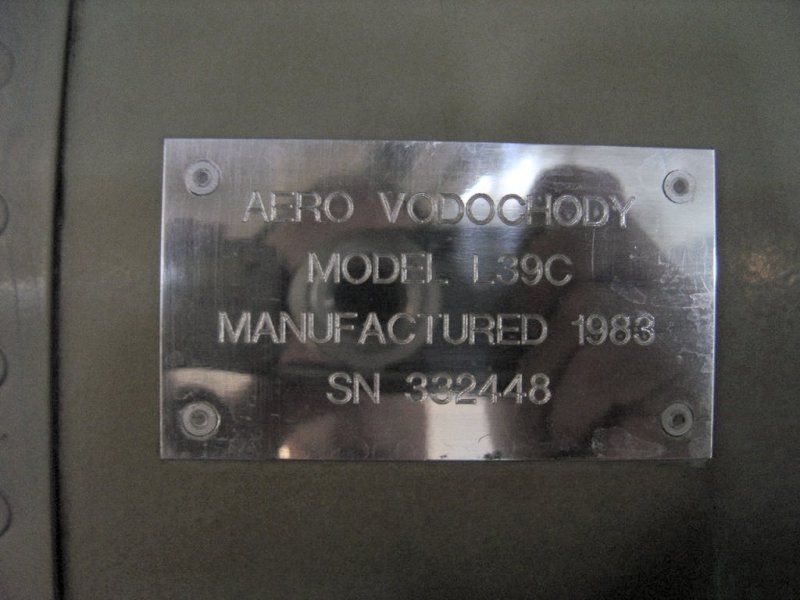 AERO VODOCHODY
MODEL L39C
MANUFACTURED 1983
SN 332448